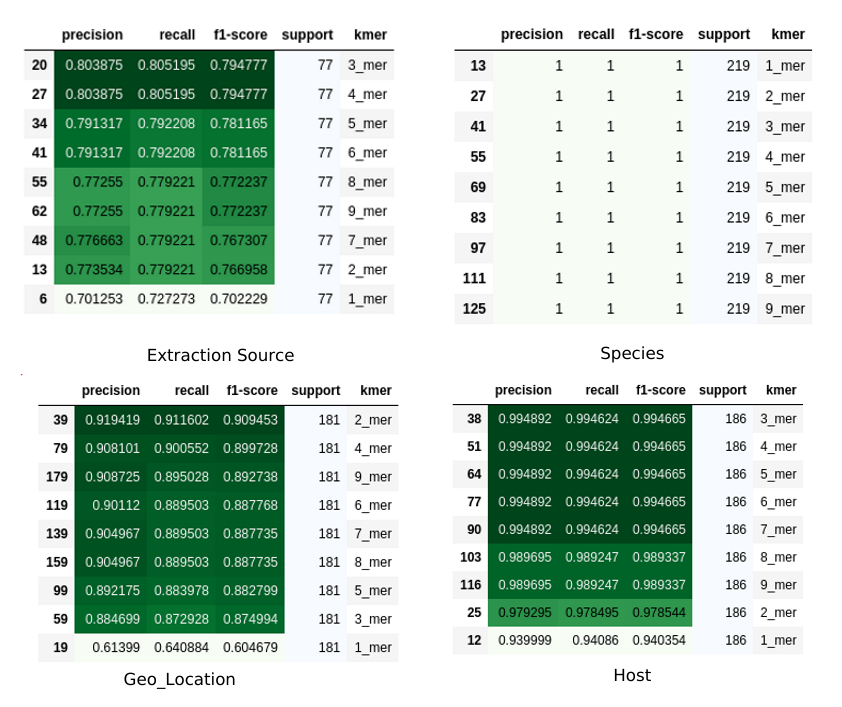 precision recall f1-score support kmer
20 0.803875 0.805195 0.794777 77 3_mer
27 0.803875 0.805195 0.794777 77 4_mer
34 0.791317 0.792208 0.781165 77 5_mer
41 0.791317 0.792208 0.781165 77 6_mer
55 0.77255 0.779221 0.772237 77 8_mer
62 0.77255 0.779221 0.772237 77 9_mer
48 0.776663 0.779221 0.767307 77 7_mer
13 0.773534 0.779221 0.766958 77 2_mer
6 0.701253 0.727273 0.702229 77 1_mer
Extraction Source
precision recall f1-score support kmer
13 1 1 1 219 1_mer
27 1 1 1 219 2_mer
41 1 1 1 219 3_mer
55 1 1 1 219 4_mer
69 1 1 1 219 5_mer
83 1 1 1 219 6_mer
97 1 1 1 219 7_mer
111 1 1 1 219 8_mer
125 1 1 1 219 9_mer
Species
precision recall f1-score support kmer
39 0.919419 0.911602 0.909453 181 2_mer
79 0.908101 0.900552 0.899728 181 4_mer
179 0.908725 0.895028 0.892738 181 9_mer
119 0.90112 0.889503 0.887768 181 6_mer
139 0.904967 0.889503 0.887735 181 7_mer
159 0.904967 0.889503 0.887735 181 8_mer
99 0.892175 0.883978 0.882799 181 5_mer
59 0.884699 0.872928 0.874994 181 3_mer
19 0.61399 0.640884 0.604679 181 1_mer
Geo_Location
precision recall f1-score support kmer
38 0.994892 0.994624 0.994665 186 3_mer
51 0.994892 0.994624 0.994665 186 4_mer
64 0.994892 0.994624 0.994665 186 5_mer
77 0.994892 0.994624 0.994665 186 6_mer
90 0.994892 0.994624 0.994665 186 7_mer
103 0.989695 0.989247 0.989337 186 8_mer
116 0.989695 0.989247 0.989337 186 9_mer
25 0.979295 0.978495 0.978544 186 2_mer
12 0.939999 0.94086 0.940354 186 1_mer
Host